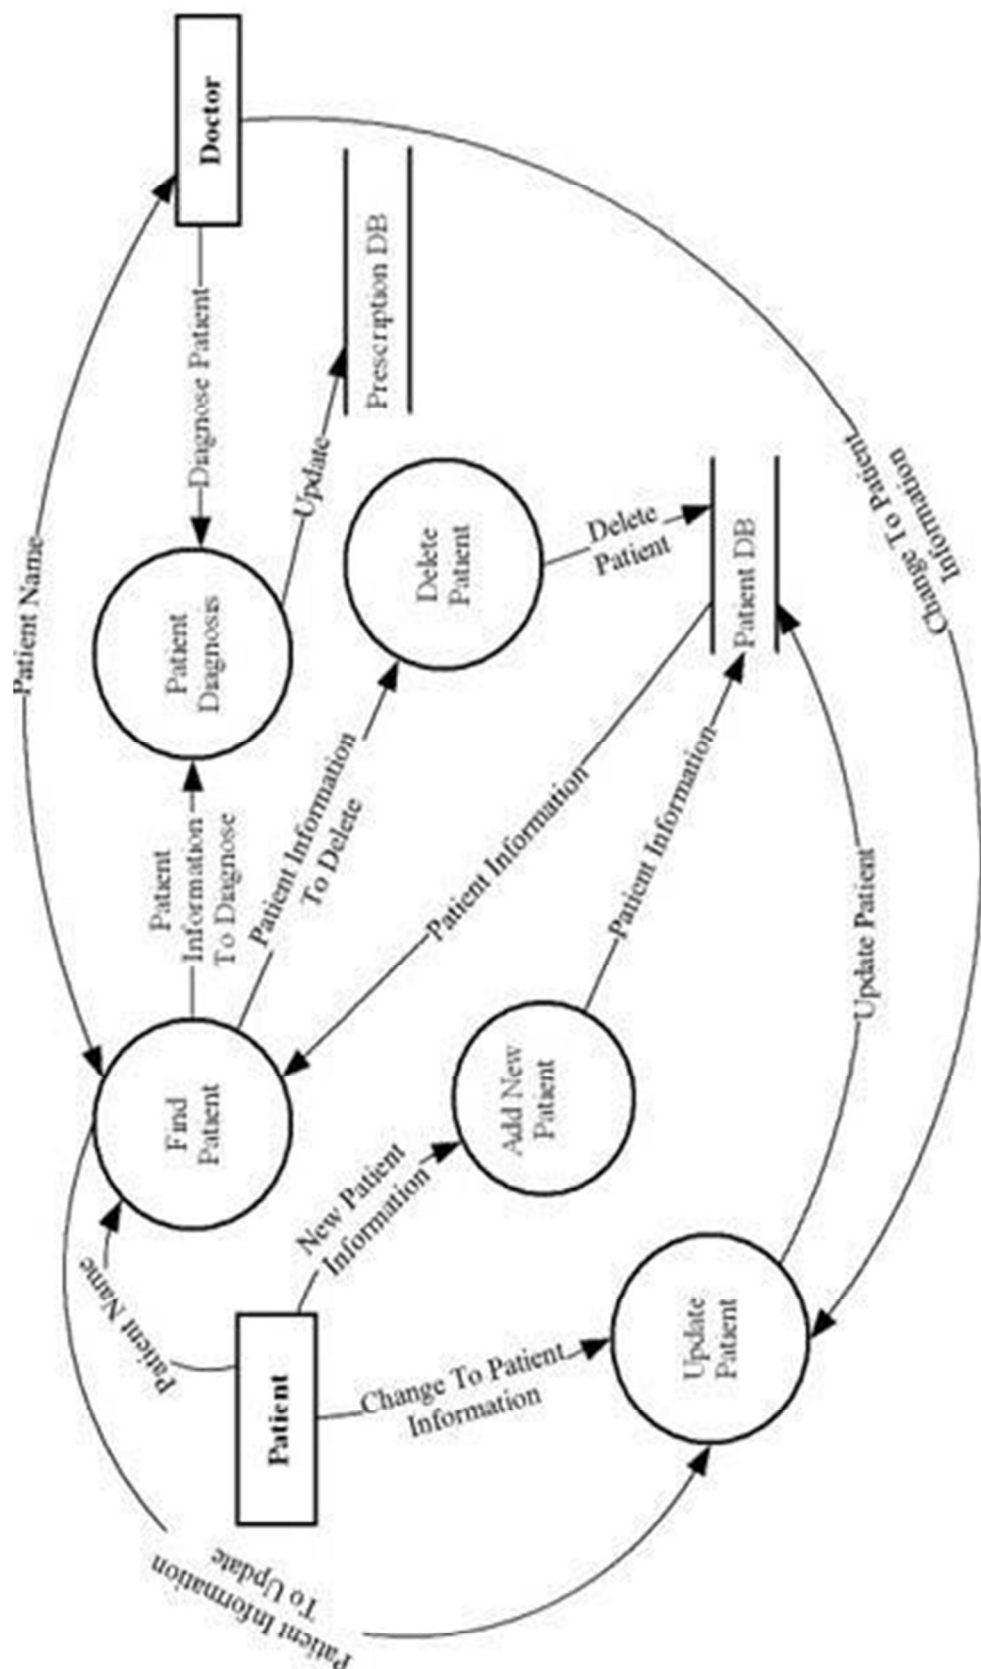 Patient Name
Doctor
Diagnose Patient
Patient
Diagnosis
Update
Prescription DB
Patient
Information
To Diagnose
Patient Information
To Delete
Delete
Patient
Delete
Patient
Patient DB
Find
Patient
Patient Information
Patient Information
Change To Patient
Information
Patient Name
New Patient
Information
Add New
Patient
Update Patient
Patient
Change To Patient
Information
Update
Patient
Patient Information
To Update